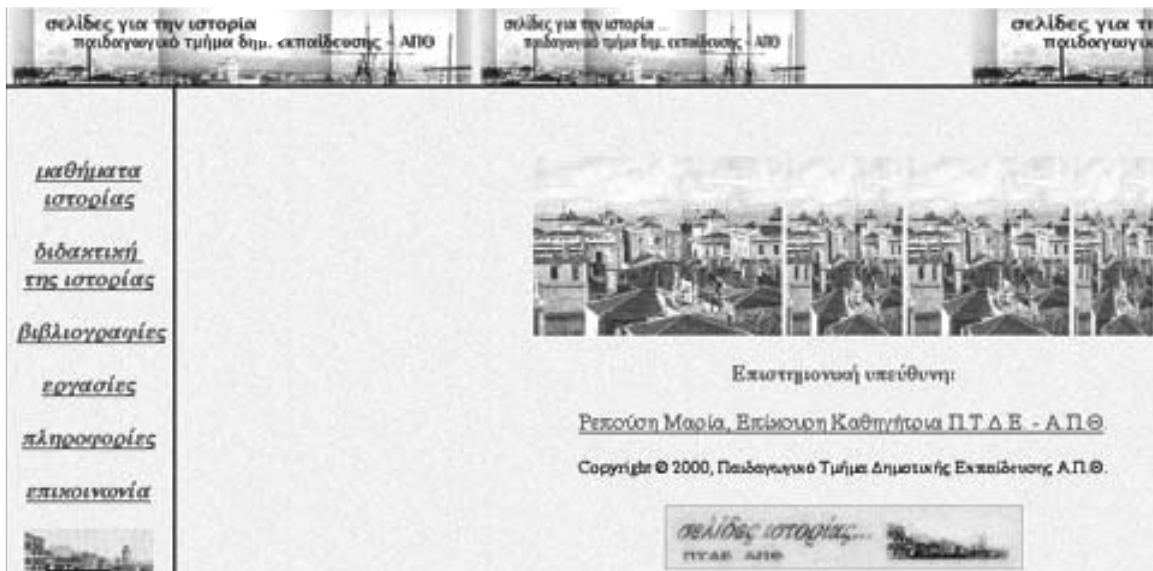 σελίδες για την ιστορία
παιδαγωγικό τμήμα δημ. εκπαίδευσης - ΑΠΘ
σελίδες για την ιστορία ...
παιδαγωγικό τμήμα δημ. εκπαίδευσης - ΑΠΘ
σελίδες για τη
παιδαγωγικ
μαθήματα
ιστορίας
διδακτική
της ιστορίας
βιβλιογραφίες
εργασίες
πληροφορίες
επικοινωνία
Επιστημονική υπεύθυνη:
Ρεπούση Μαρία, Επίκουρη Καθηγήτρια Π Τ Δ Ε - Α Π Θ
Copyright © 2000, Παιδαγωγικό Τμήμα Δημοτικής Εκπαίδευσης Α.Π.Θ.
σελίδες ιστορίας...
ΠΤΔΕ ΑΠΘ